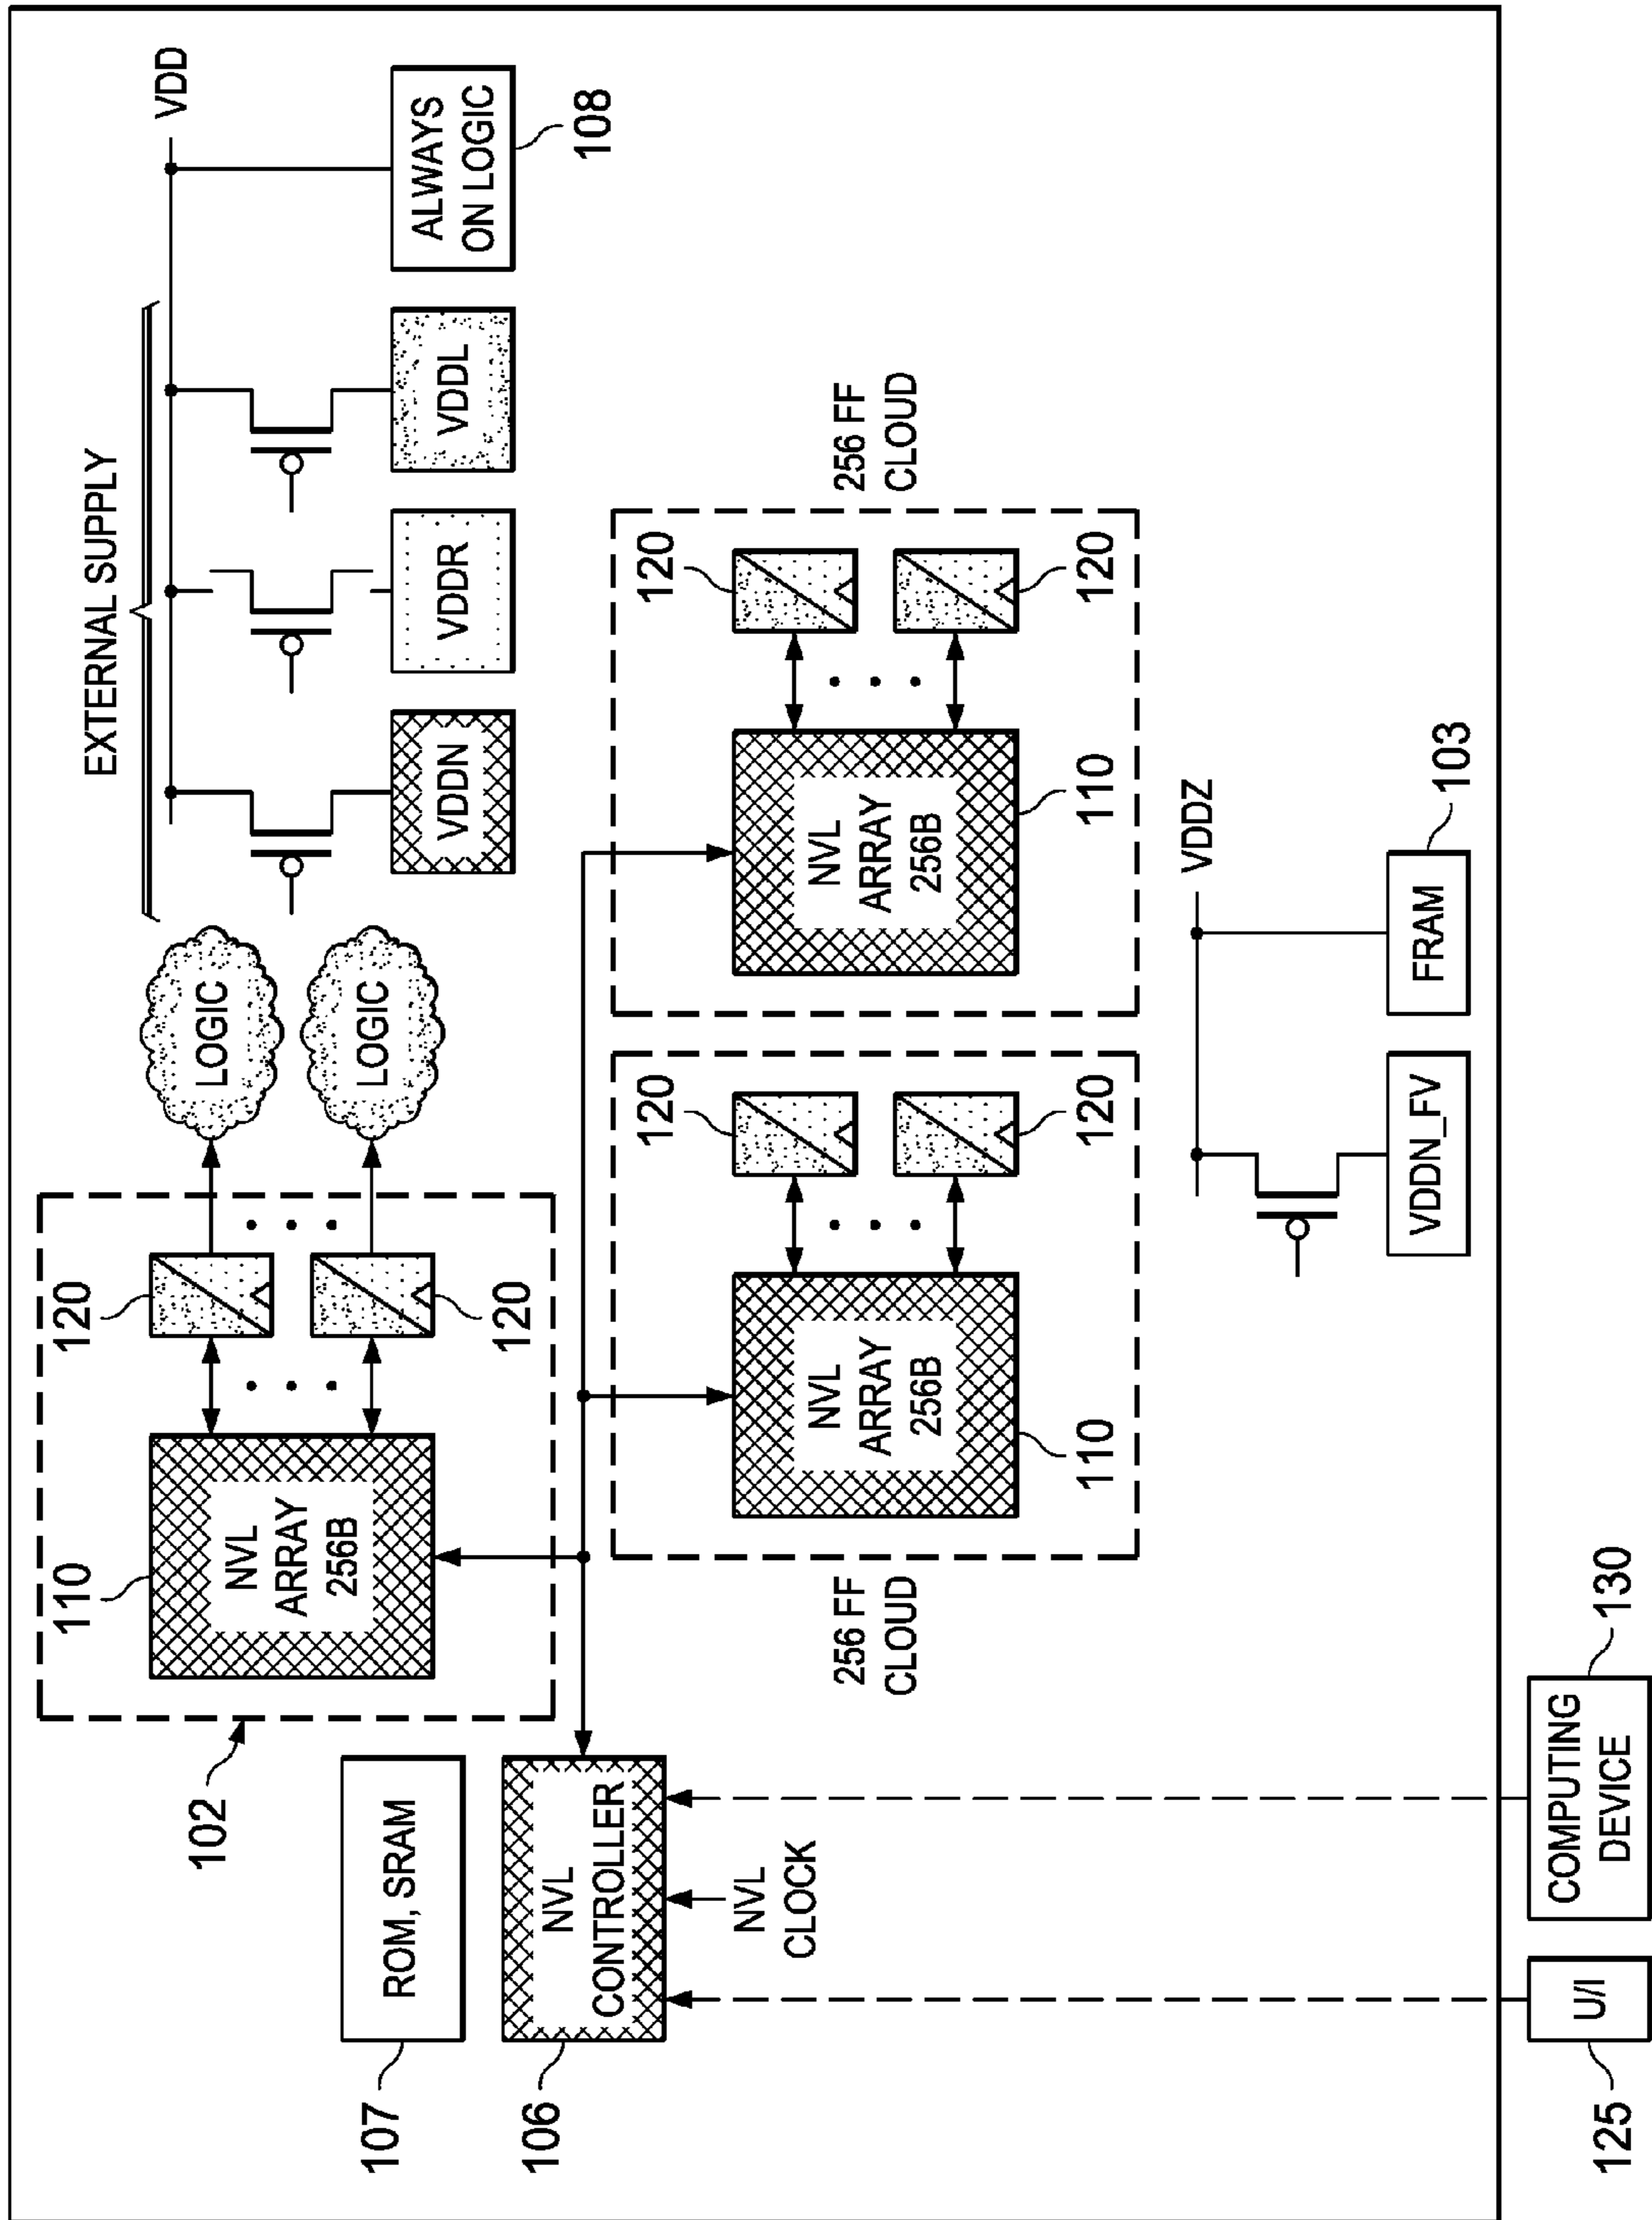 EXTERNAL SUPPLY
VDD
VDDN
VDDR
VDDL
ALWAYS
ON LOGIC
108
LOGIC
LOGIC
110
120
NVL
ARRAY
256B
120
102
ROM, SRAM
107
NVL
CONTROLLER
106
NVL
CLOCK
256 FF
CLOUD
120
NVL
ARRAY
256B
110
120
256 FF
CLOUD
120
NVL
ARRAY
256B
110
120
VDDZ
VDDN_FV
FRAM
103
U/I
125
COMPUTING
DEVICE
130